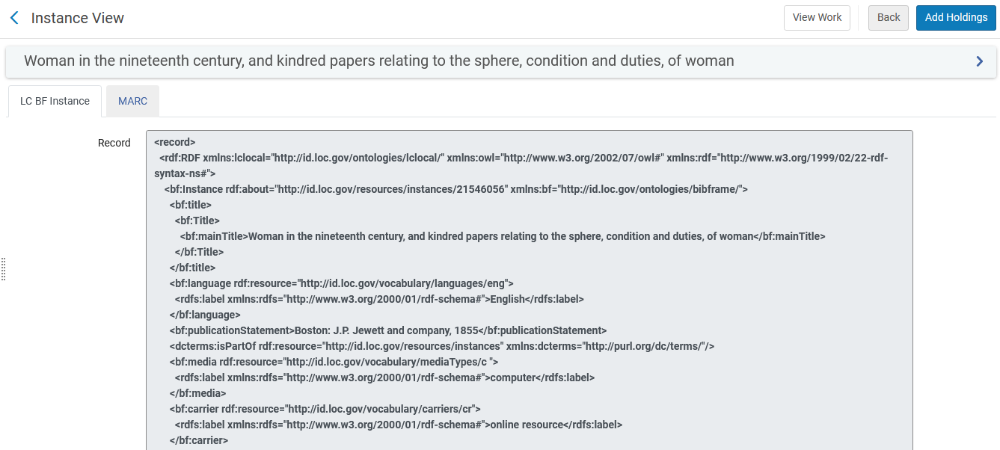 Instance View
View Work
Back
Add Holdings
Woman in the nineteenth century, and kindred papers relating to the sphere, condition and duties, of woman
LC BF Instance
MARC
Record
<record>
<rdf:RDF xmlns:lclocal="http://id.loc.gov/ontologies/lclocal/" xmlns:owl="http://www.w3.org/2002/07/owl#" xmlns:rdf="http://www.w3.org/1999/02/22-rdf-
syntax-ns#">
<bf:Instance rdf:about="http://id.loc.gov/resources/instances/21546056" xmlns:bf="http://id.loc.gov/ontologies/bibframe/">
<bf:title>
<bf:Title>
<bf:mainTitle>Woman in the nineteenth century, and kindred papers relating to the sphere, condition and duties, of woman</bf:mainTitle>
</bf:Title>
</bf:title>
<bf:language rdf:resource="http://id.loc.gov/vocabulary/languages/eng">
<rdfs:label xmlns:rdfs="http://www.w3.org/2000/01/rdf-schema#">English</rdfs:label>
</bf:language>
<bf:publicationStatement>Boston: J.P. Jewett and company, 1855</bf:publicationStatement>
<dcterms:isPartOf rdf:resource="http://id.loc.gov/resources/instances" xmlns:dcterms="http://purl.org/dc/terms/"/>
<bf:media rdf:resource="http://id.loc.gov/vocabulary/mediaTypes/c ">
<rdfs:label xmlns:rdfs="http://www.w3.org/2000/01/rdf-schema#">computer</rdfs:label>
</bf:media>
<bf:carrier rdf:resource="http://id.loc.gov/vocabulary/carriers/cr">
<rdfs:label xmlns:rdfs="http://www.w3.org/2000/01/rdf-schema#">online resource</rdfs:label>
</bf:carrier>